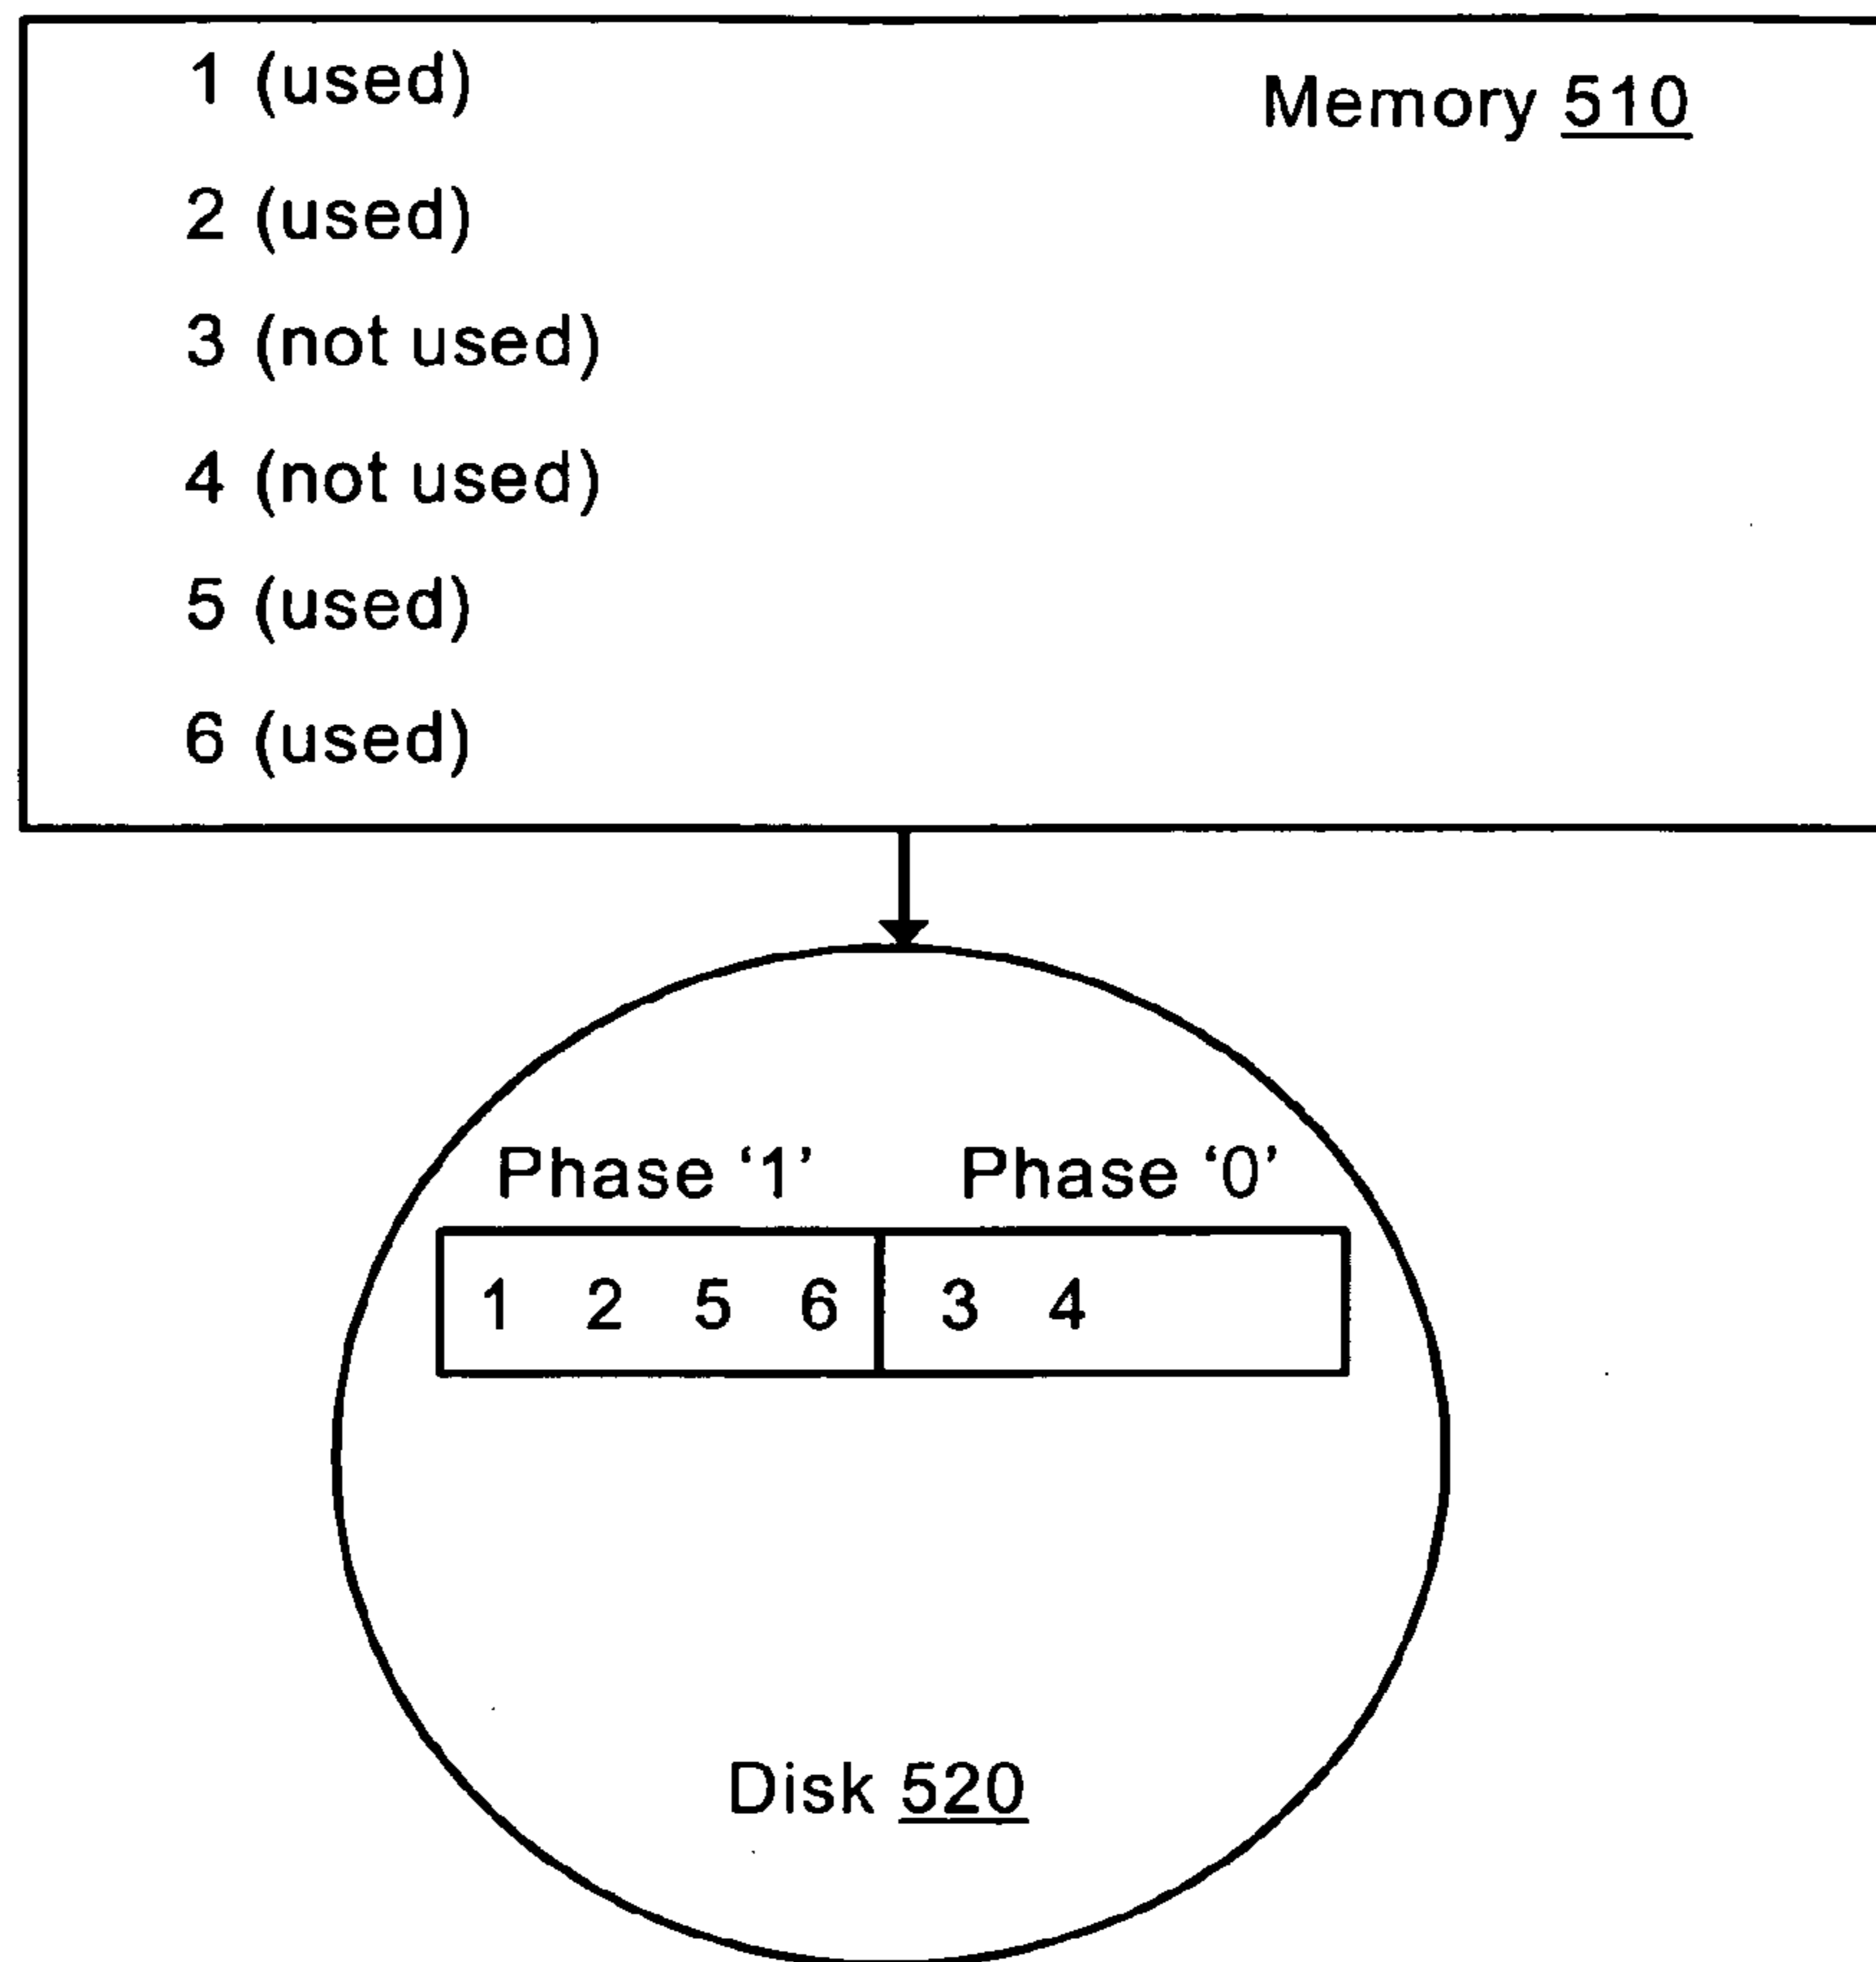 1 (used)
Memory 510
2 (used)
3 (not used)
4 (not used)
5 (used)
6 (used)
Phase ‘1’
Phase ‘0’
1 2 5 6 3 4
Disk 520